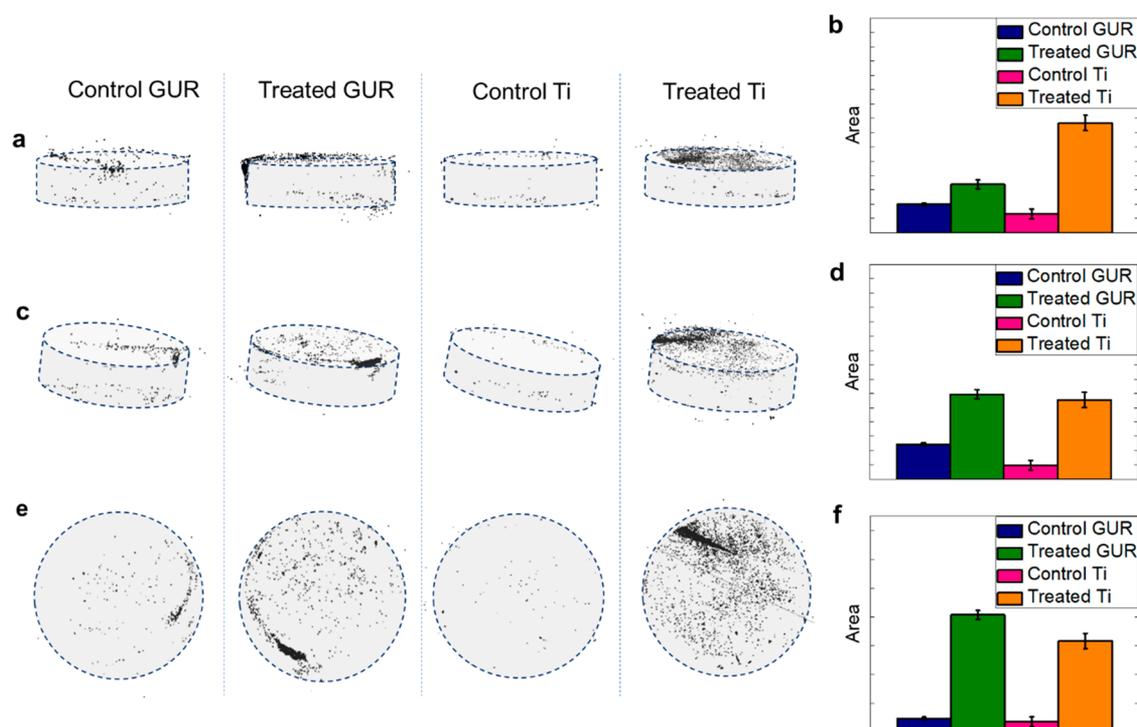 Control GUR
Treated GUR
Control Ti
Treated Ti
a
c
e
b
Area
Control GUR
Treated GUR
Control Ti
Treated Ti
d
Area
Control GUR
Treated GUR
Control Ti
Treated Ti
f
Area
Control GUR
Treated GUR
Control Ti
Treated Ti